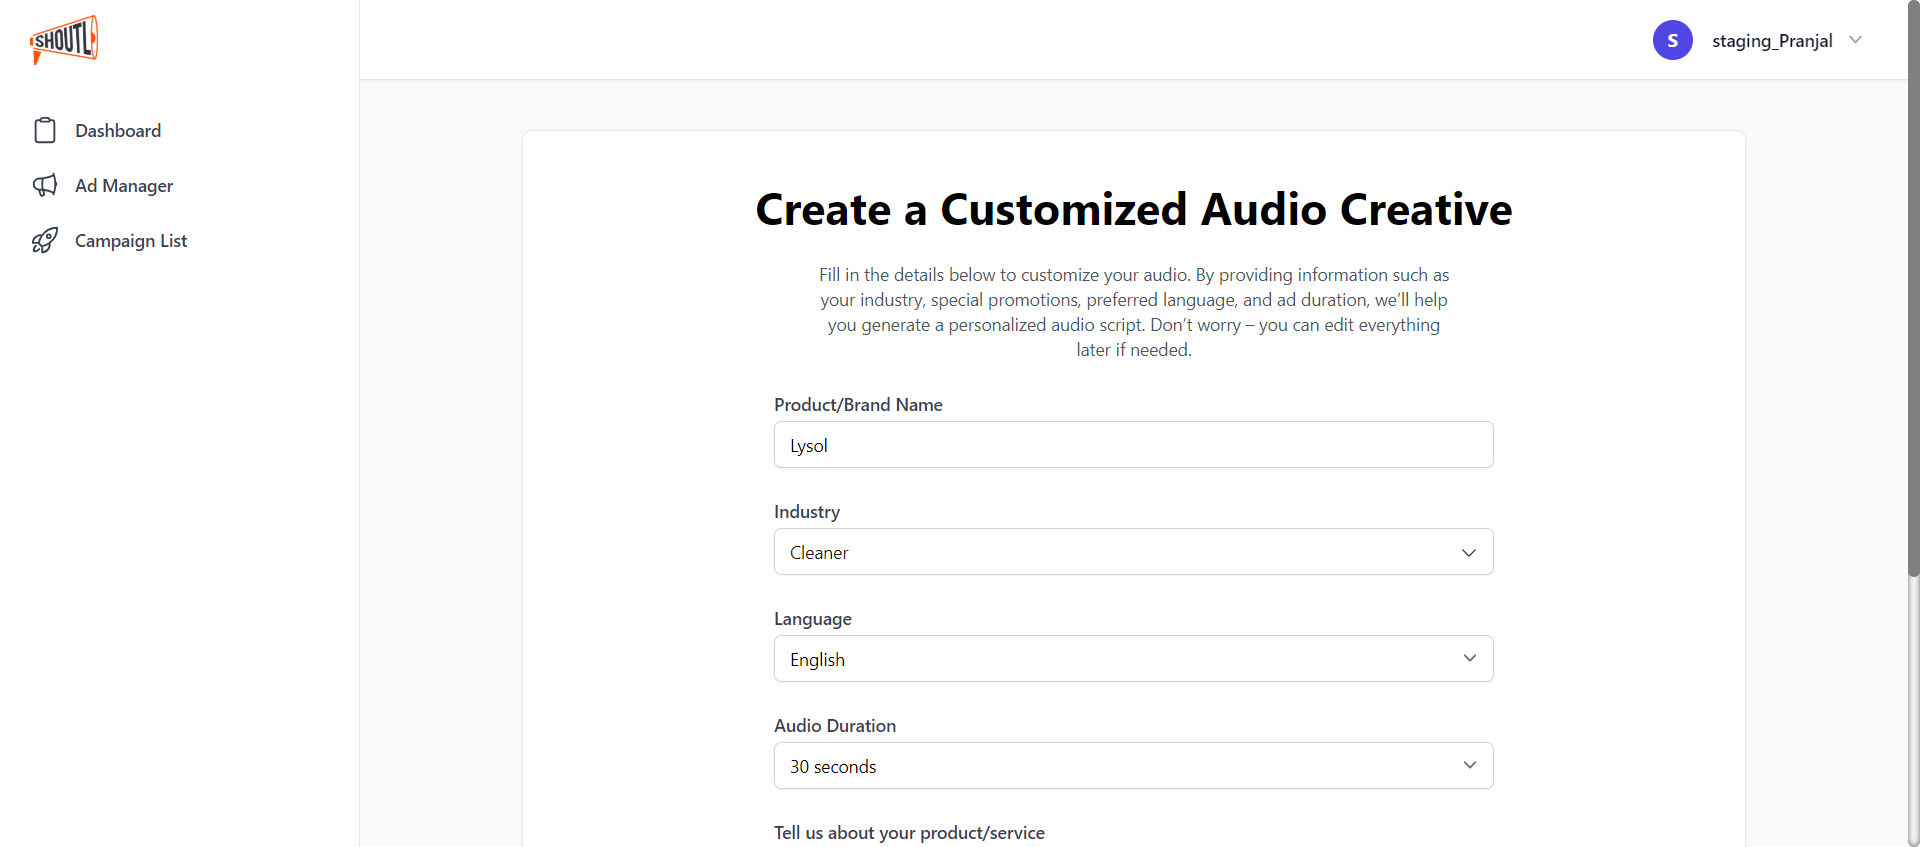 SHOUTL
Dashboard
Ad Manager
Campaign List
S
staging_Pranjal
Create a Customized Audio Creative
Fill in the details below to customize your audio. By providing information such as
your industry, special promotions, preferred language, and ad duration, we’ll help
you generate a personalized audio script. Don’t worry – you can edit everything
later if needed.
Product/Brand Name
Lysol
Industry
Cleaner
Language
English
Audio Duration
30 seconds
Tell us about your product/service